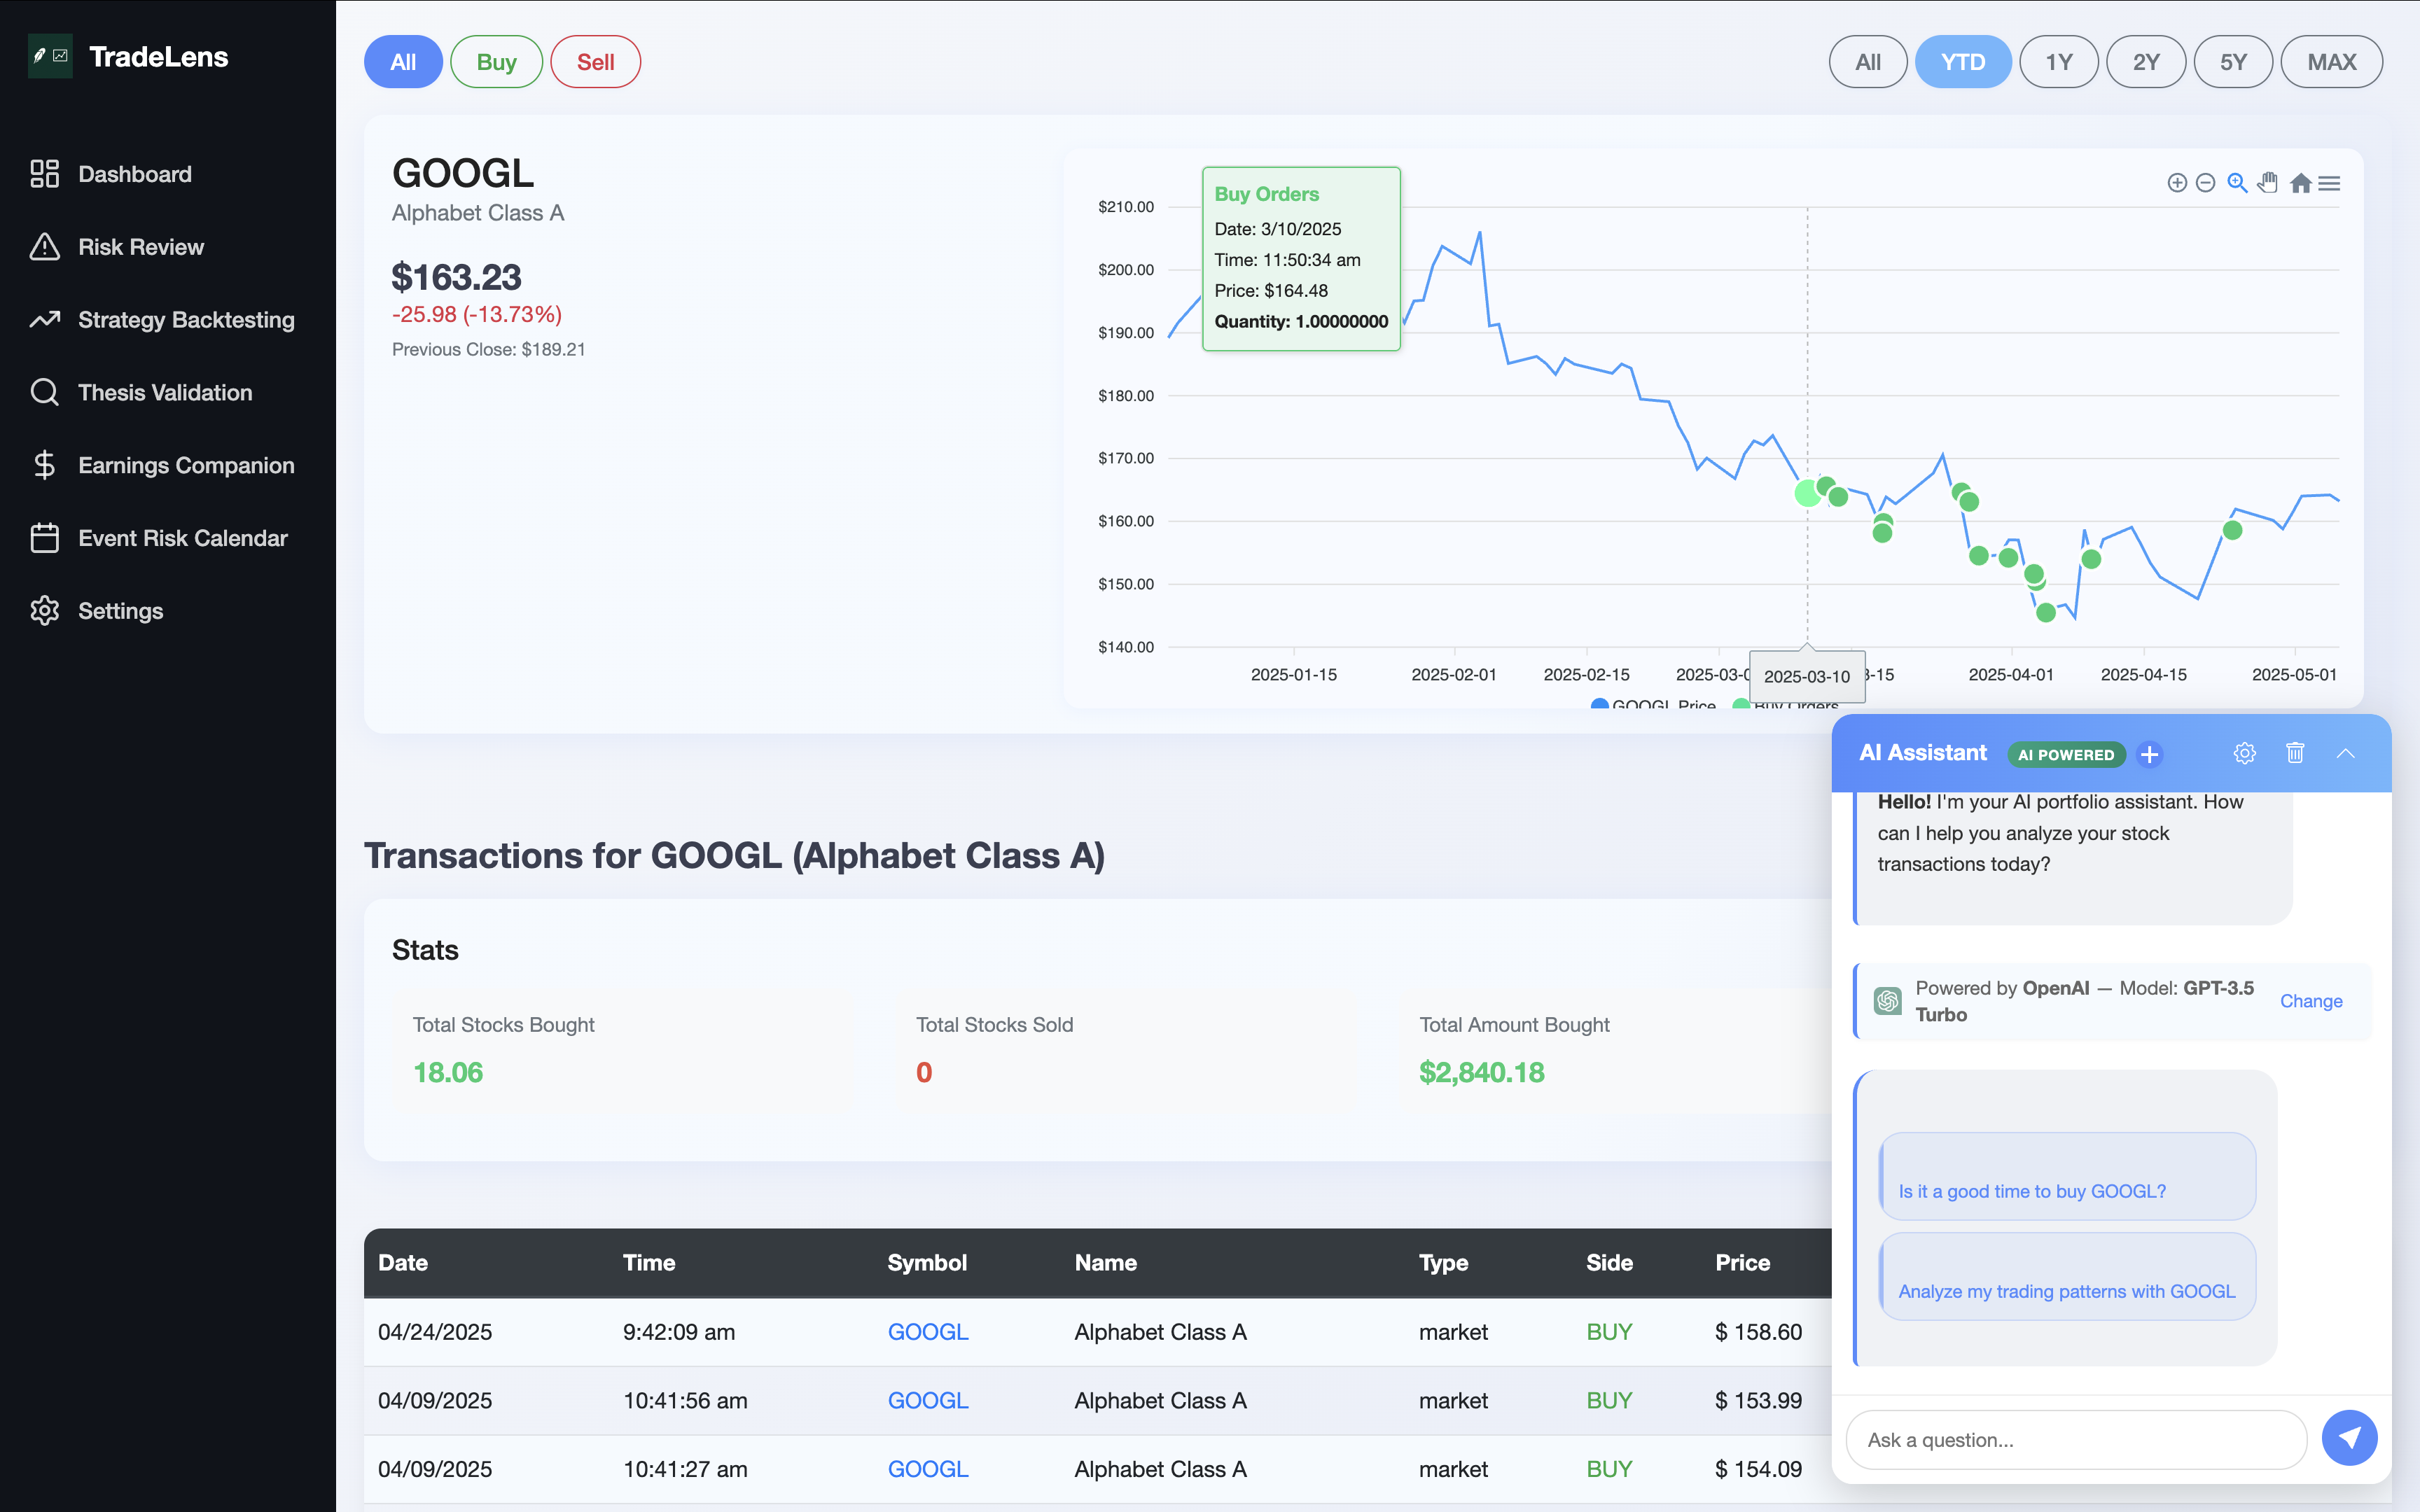 TradeLens
Dashboard
Risk Review
Strategy Backtesting
Thesis Validation
Earnings Companion
Event Risk Calendar
Settings
All Buy Sell
All YTD 1Y 2Y 5Y MAX
GOOGL
Alphabet Class A
$163.23
-25.98 (-13.73%)
Previous Close: $189.21
Buy Orders
Date: 3/10/2025
Time: 11:50:34 am
Price: $164.48
Quantity: 1.00000000
$210.00
$200.00
$190.00
$180.00
$170.00
$160.00
$150.00
$140.00
2025-01-15 2025-02-01 2025-02-15 2025-03-0 2025-03-10 3-15 2025-04-01 2025-04-15 2025-05-01
GOOGL Price Buy Orders
Transactions for GOOGL (Alphabet Class A)
Stats
Total Stocks Bought Total Stocks Sold Total Amount Bought
18.06 0 $2,840.18
Date Time Symbol Name Type Side Price
04/24/2025 9:42:09 am GOOGL Alphabet Class A market BUY $ 158.60
04/09/2025 10:41:56 am GOOGL Alphabet Class A market BUY $ 153.99
04/09/2025 10:41:27 am GOOGL Alphabet Class A market BUY $ 154.09
AI Assistant AI POWERED
Hello! I'm your AI portfolio assistant. How
can I help you analyze your stock
transactions today?
Powered by OpenAI — Model: GPT-3.5
Turbo
Change
Is it a good time to buy GOOGL?
Analyze my trading patterns with GOOGL
Ask a question...